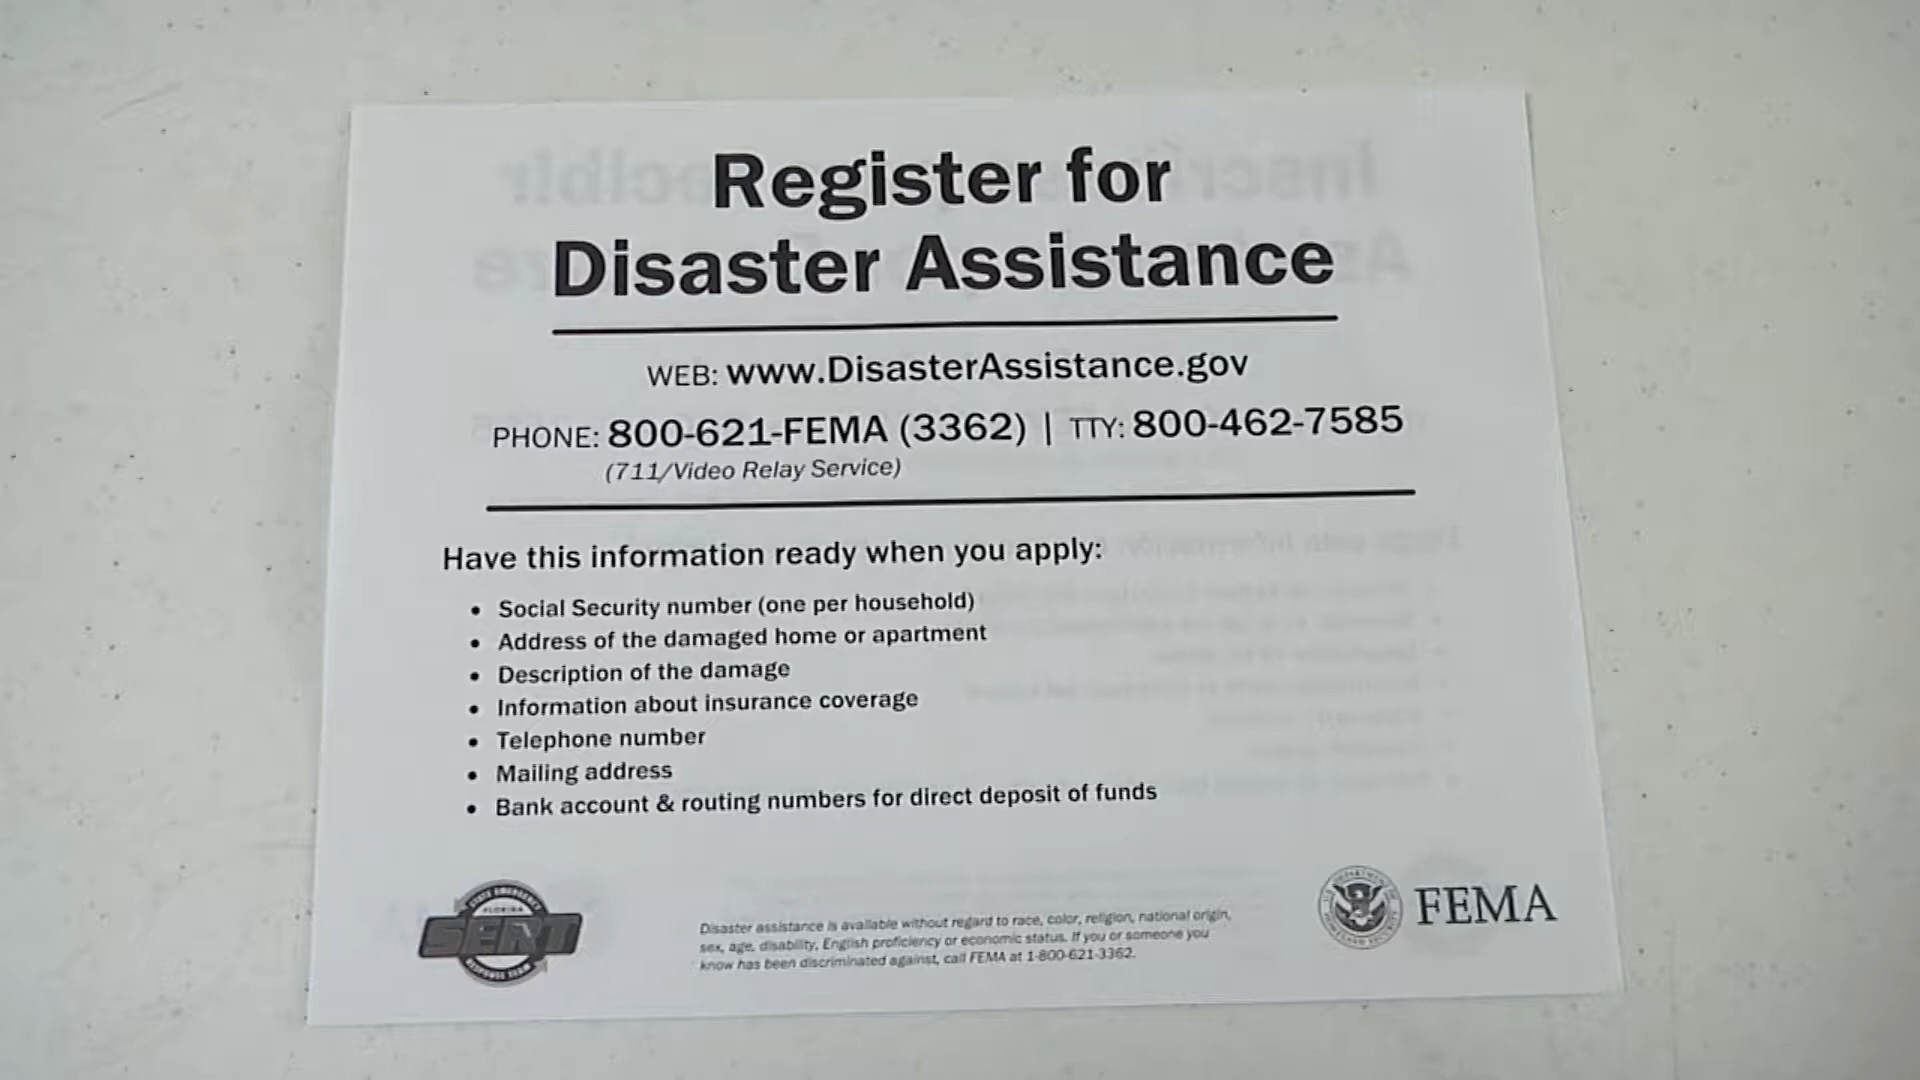 Register for
Disaster Assistance
WEB: www.DisasterAssistance.gov
PHONE: 800-621-FEMA (3362) | TTY: 800-462-7585
(711/Video Relay Service)
Have this information ready when you apply:
• Social Security number (one per household)
• Address of the damaged home or apartment
• Description of the damage
• Information about insurance coverage
• Telephone number
• Mailing address
• Bank account & routing numbers for direct deposit of funds
STATE EMERGENCY
FLORIDA
SERT
RESPONSE TEAM
Disaster assistance is available without regard to race, color, religion, national origin,
sex, age, disability, English proficiency or economic status. If you or someone you
know has been discriminated against, call FEMA at 1-800-621-3362.
FEMA